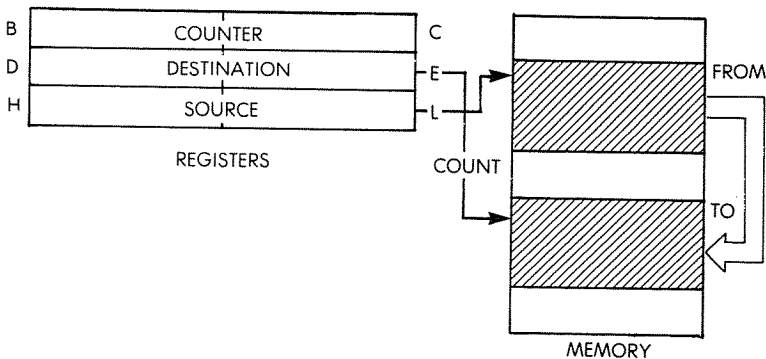 B COUNTER C
D DESTINATION E
H SOURCE L
REGISTERS
COUNT
FROM
TO
MEMORY